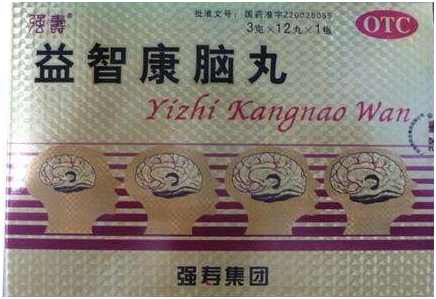 强寿®
批准文号:国药准字Z20025059
3克×12丸×1板
OTC
益智康脑丸
Yizhi Kangnao Wan
强寿集团